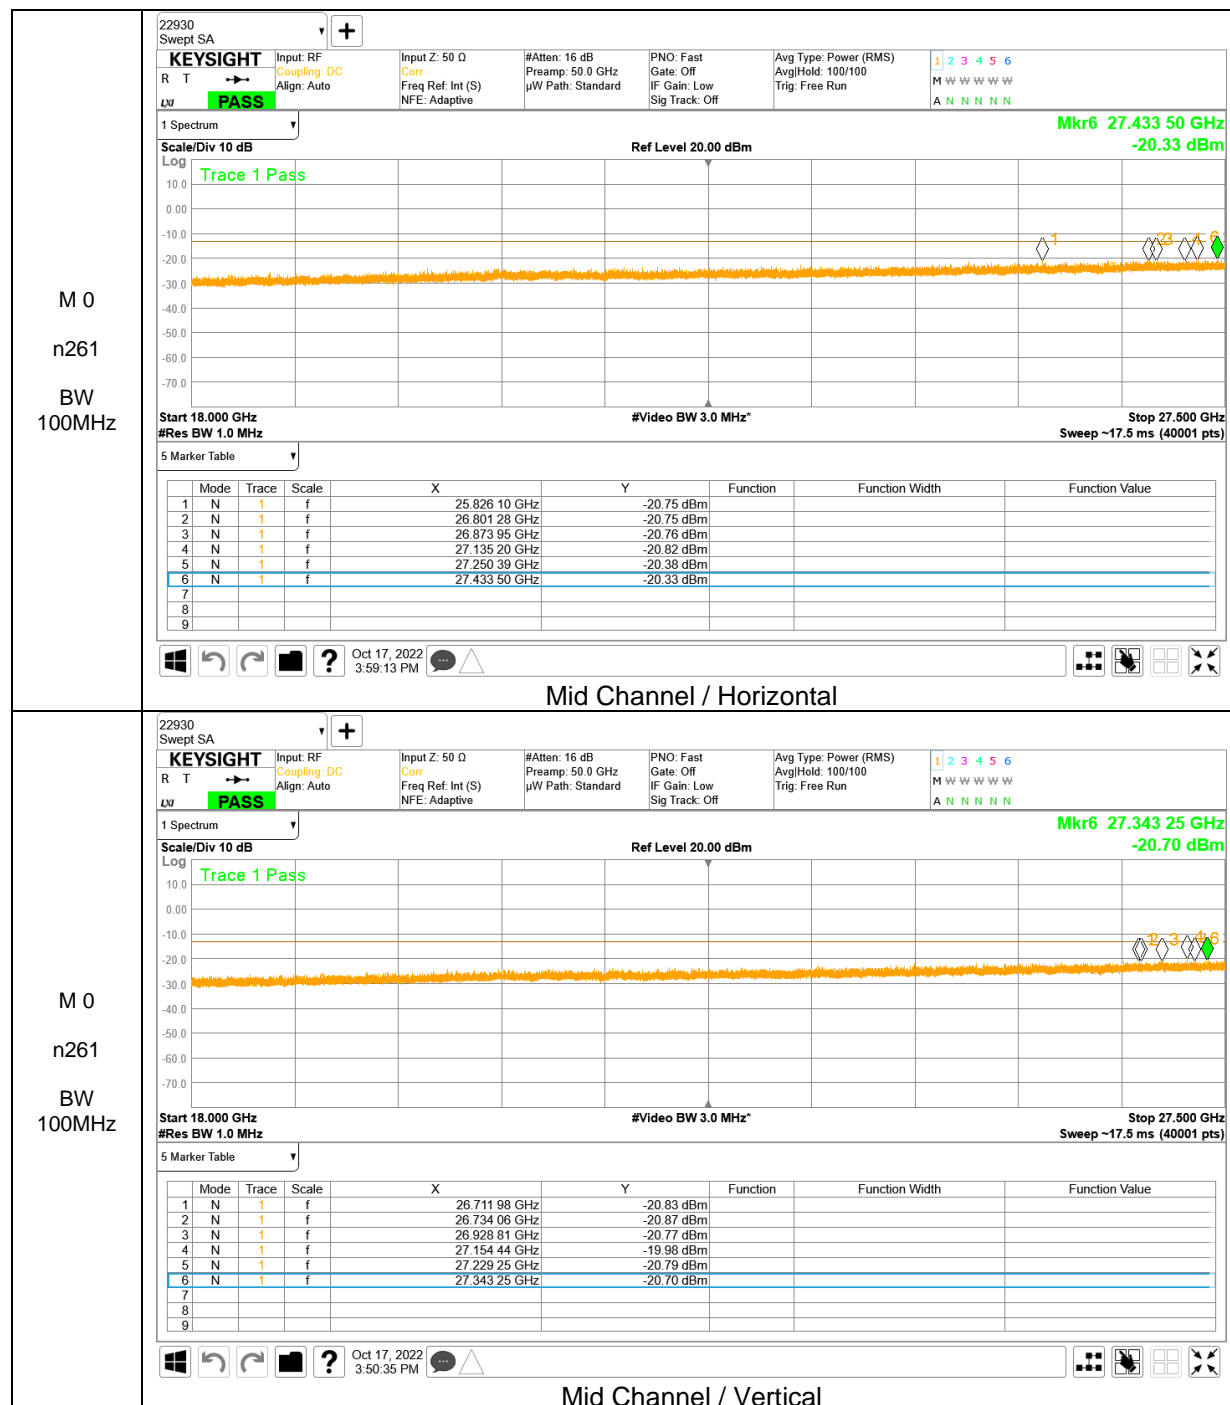 M 0
n261
BW
100MHz
22930
Swept SA
KEYSIGHT
R T
LXI
PASS
Input: RF
Coupling: DC
Align: Auto
Input Z: 50 Ω
Corr
Freq Ref: Int (S)
NFE: Adaptive
#Atten: 16 dB
Preamp: 50.0 GHz
µW Path: Standard
PNO: Fast
Gate: Off
IF Gain: Low
Sig Track: Off
Avg Type: Power (RMS)
Avg|Hold: 100/100
Trig: Free Run
1 2 3 4 5 6
M W W W W W
A N N N N N
1 Spectrum
Mkr6 27.433 50 GHz
Scale/Div 10 dB Ref Level 20.00 dBm -20.33 dBm
Log
Trace 1 Pass
10.0
0.00
-10.0
-20.0
-30.0
-40.0
-50.0
-60.0
-70.0
1 2 3 4 6
Start 18.000 GHz #Video BW 3.0 MHz* Stop 27.500 GHz
#Res BW 1.0 MHz Sweep ~17.5 ms (40001 pts)
5 Marker Table
Mode Trace Scale X Y Function Function Width Function Value
1 N 1 f 25.826 10 GHz -20.75 dBm
2 N 1 f 26.801 28 GHz -20.75 dBm
3 N 1 f 26.873 95 GHz -20.76 dBm
4 N 1 f 27.135 20 GHz -20.82 dBm
5 N 1 f 27.250 39 GHz -20.38 dBm
6 N 1 f 27.433 50 GHz -20.33 dBm
7
8
9
?
Oct 17, 2022
3:59:13 PM
Mid Channel / Horizontal
M 0
n261
BW
100MHz
22930
Swept SA
KEYSIGHT
R T
LXI
PASS
Input: RF
Coupling: DC
Align: Auto
Input Z: 50 Ω
Corr
Freq Ref: Int (S)
NFE: Adaptive
#Atten: 16 dB
Preamp: 50.0 GHz
µW Path: Standard
PNO: Fast
Gate: Off
IF Gain: Low
Sig Track: Off
Avg Type: Power (RMS)
Avg|Hold: 100/100
Trig: Free Run
1 2 3 4 5 6
M W W W W W
A N N N N N
1 Spectrum
Mkr6 27.343 25 GHz
Scale/Div 10 dB Ref Level 20.00 dBm -20.70 dBm
Log
Trace 1 Pass
10.0
0.00
-10.0
-20.0
-30.0
-40.0
-50.0
-60.0
-70.0
1 2 3 4 6
Start 18.000 GHz #Video BW 3.0 MHz* Stop 27.500 GHz
#Res BW 1.0 MHz Sweep ~17.5 ms (40001 pts)
5 Marker Table
Mode Trace Scale X Y Function Function Width Function Value
1 N 1 f 26.711 98 GHz -20.83 dBm
2 N 1 f 26.734 06 GHz -20.87 dBm
3 N 1 f 26.928 81 GHz -20.77 dBm
4 N 1 f 27.154 44 GHz -19.98 dBm
5 N 1 f 27.229 25 GHz -20.79 dBm
6 N 1 f 27.343 25 GHz -20.70 dBm
7
8
9
?
Oct 17, 2022
3:50:35 PM
Mid Channel / Vertical